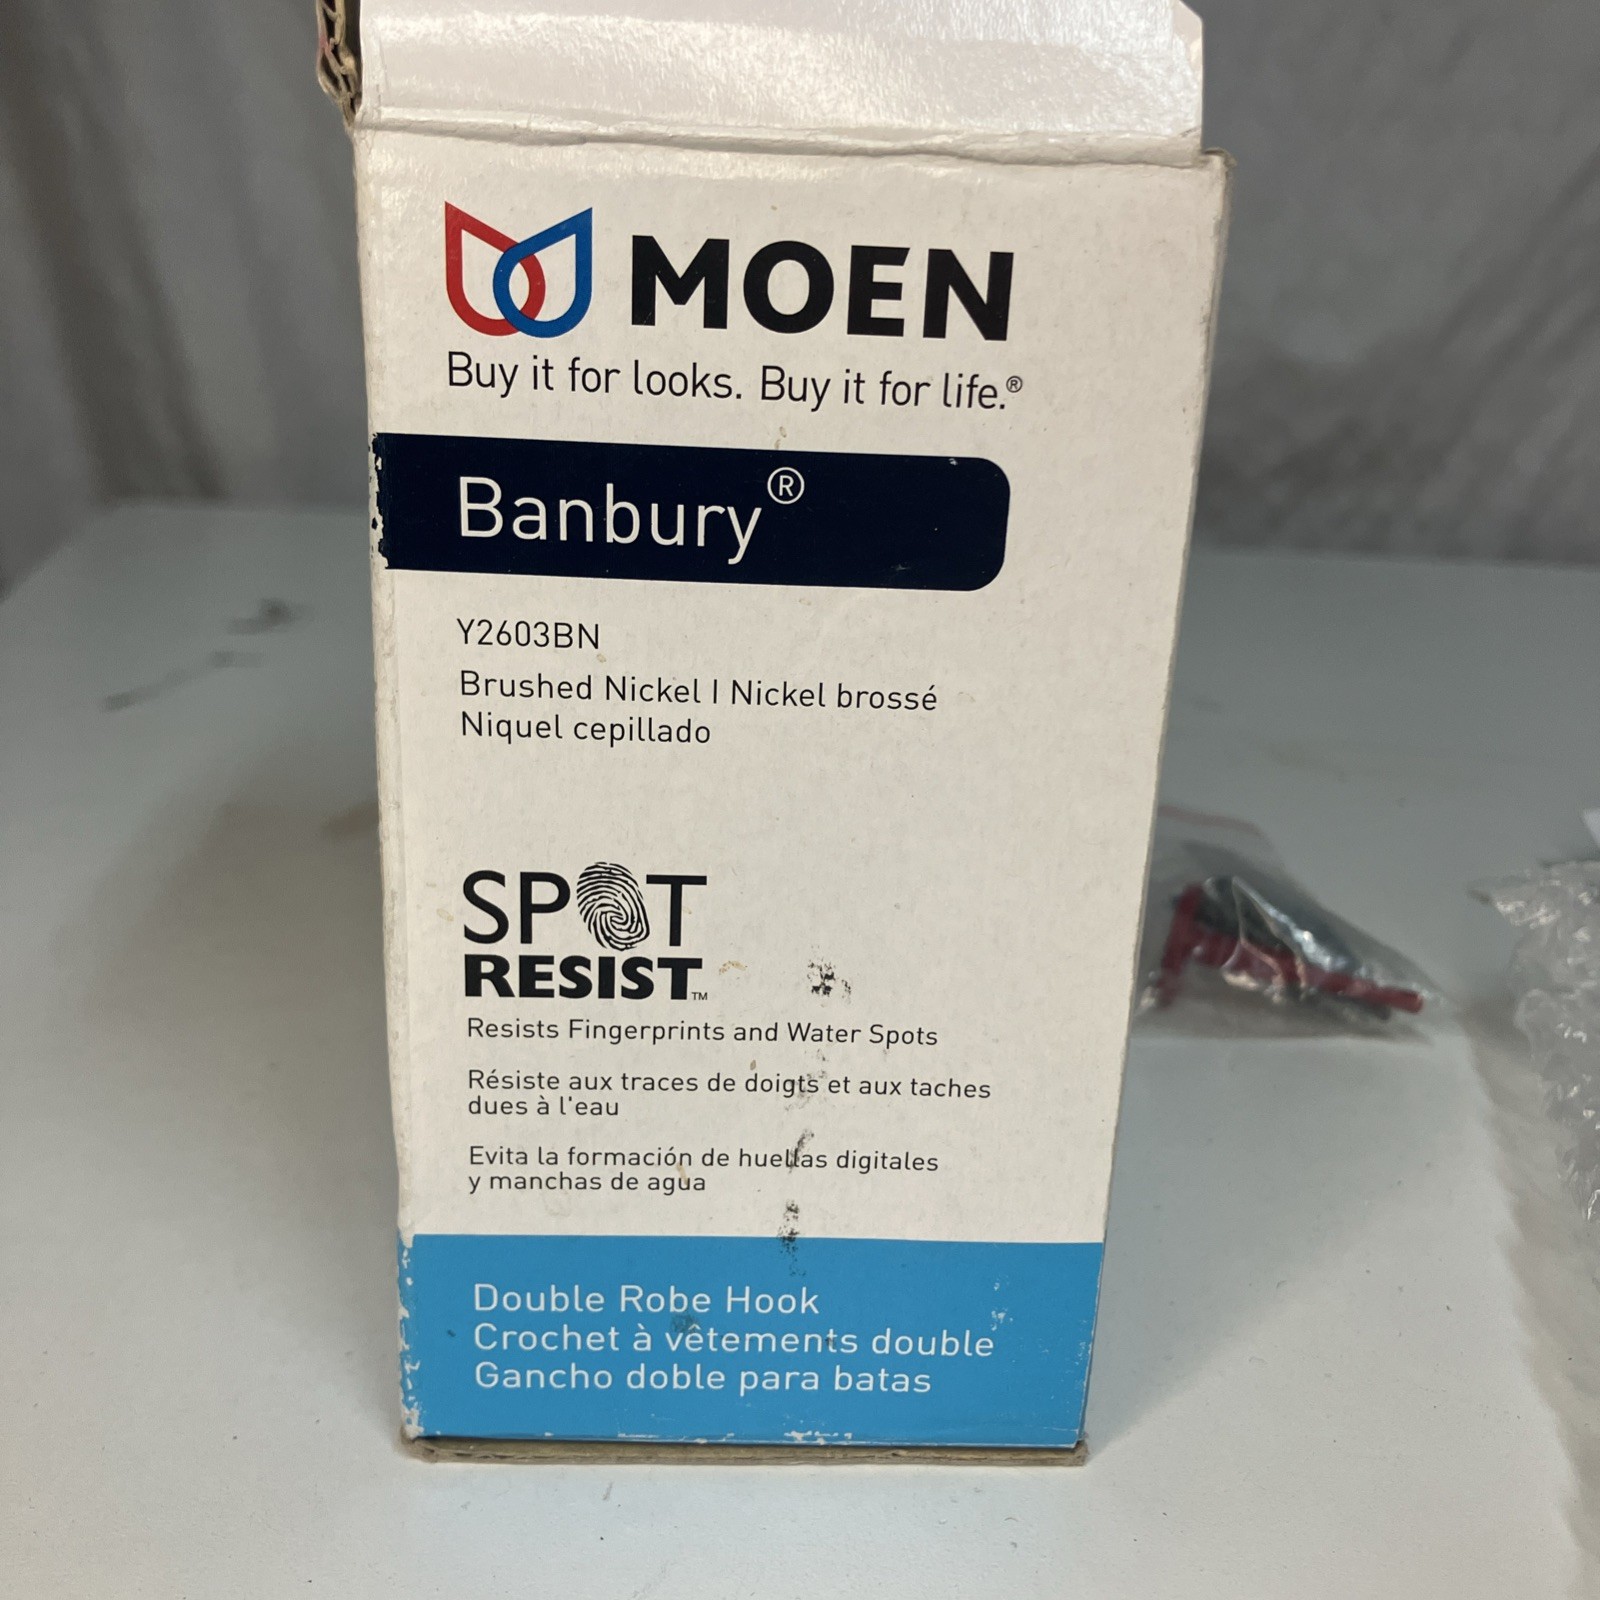 MOEN
Buy it for looks. Buy it for life.®
Banbury®
Y2603BN
Brushed Nickel | Nickel brossé
Niquel cepillado
SPOT
RESIST™
Resists Fingerprints and Water Spots
Résiste aux traces de doigts et aux taches
dues à l'eau
Evita la formación de huellas digitales
y manchas de agua
Double Robe Hook
Crochet à vêtements double
Gancho doble para batas